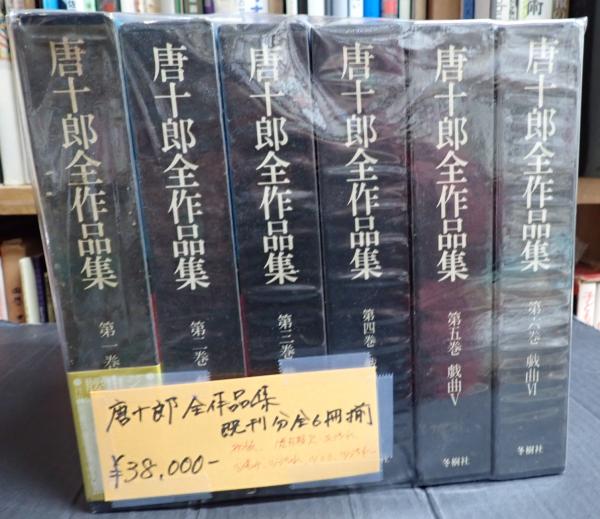 唐十郎全作品集 第一巻
唐十郎全作品集 第二巻
唐十郎全作品集 第三巻
唐十郎全作品集 第四巻
唐十郎全作品集 第五巻 戯曲Ⅴ
冬樹社
唐十郎全作品集 第六巻 戯曲Ⅵ
冬樹社
唐十郎全作品集
既刊分全6冊揃
¥38,000-